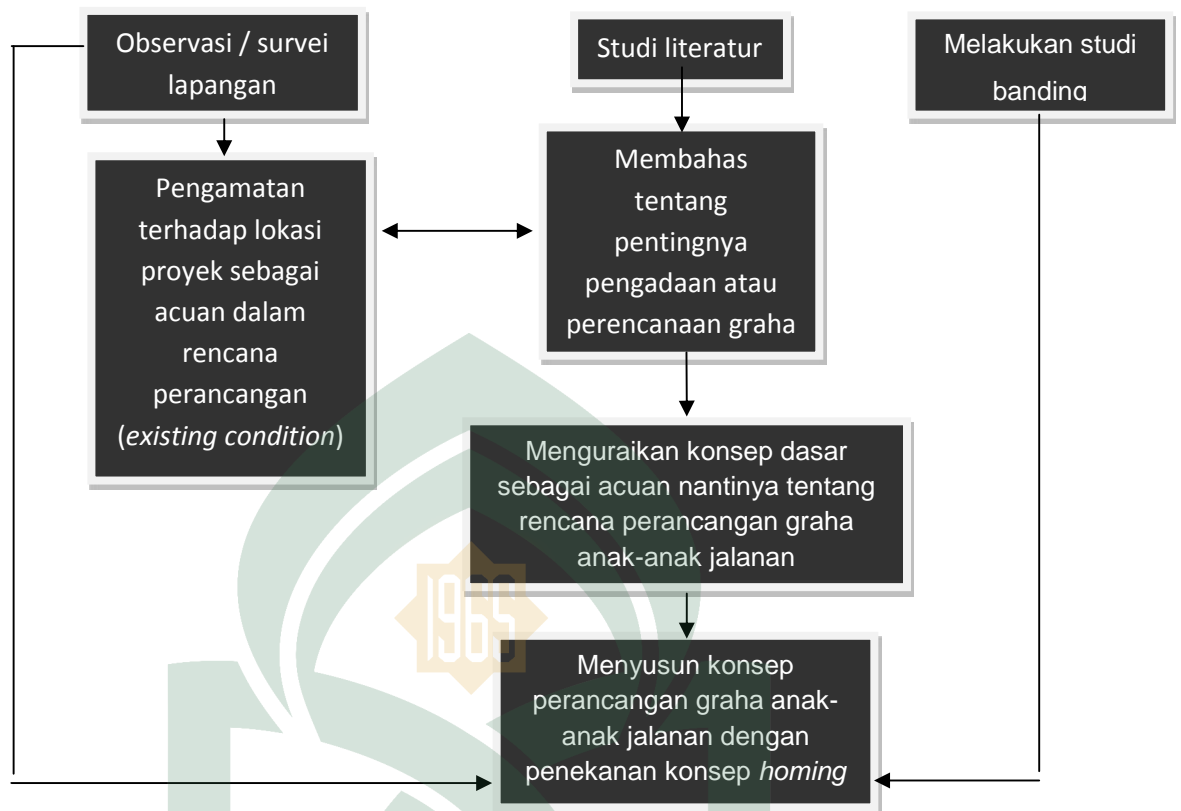 Observasi / survei
lapangan
Studi literatur
Melakukan studi
banding
Pengamatan
terhadap lokasi
proyek sebagai
acuan dalam
rencana
perancangan
(existing condition)
Membahas
tentang
pentingnya
pengadaan atau
perencanaan graha
Menguraikan konsep dasar
sebagai acuan nantinya tentang
rencana perancangan graha
anak-anak jalanan
1965
Menyusun konsep
perancangan graha anak-
anak jalanan dengan
penekanan konsep homing